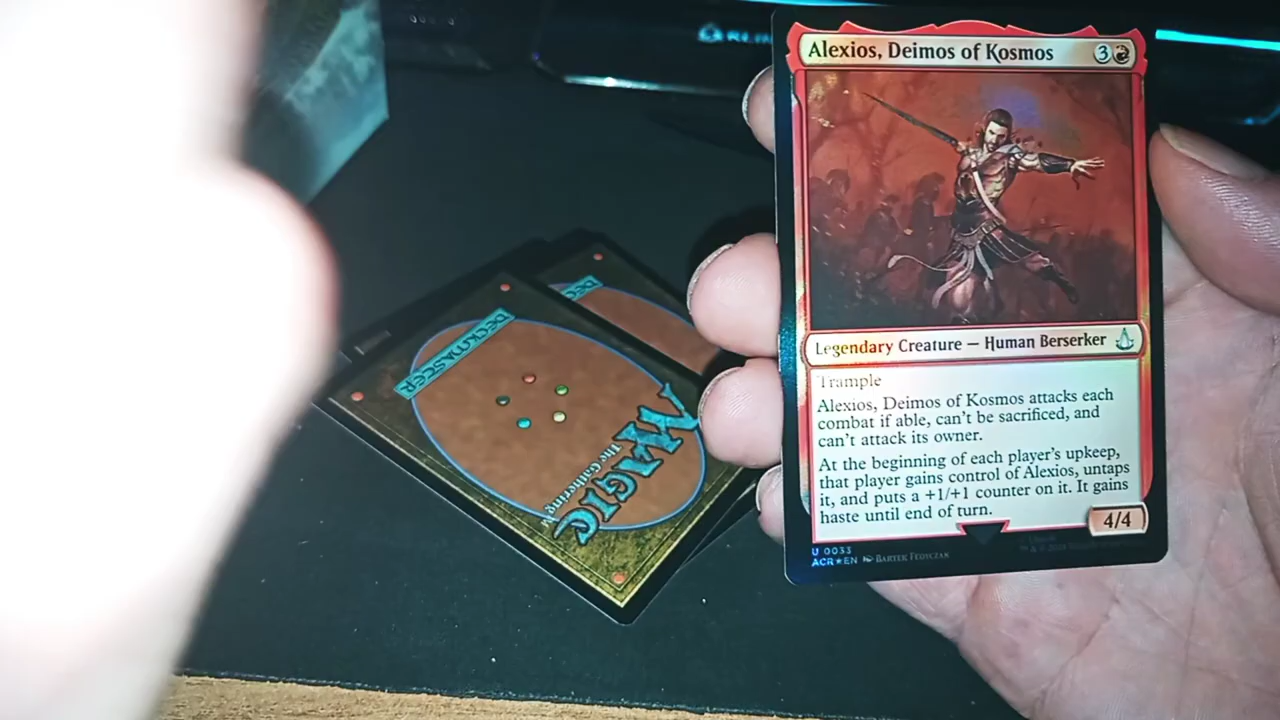 Alexios, Deimos of Kosmos 3
Legendary Creature — Human Berserker
Trample
Alexios, Deimos of Kosmos attacks each
combat if able, can't be sacrificed, and
can't attack its owner.
At the beginning of each player's upkeep,
that player gains control of Alexios, untaps
it, and puts a +1/+1 counter on it. It gains
haste until end of turn.
4/4
U 0033
ACR★EN BARTEK FEDYCZAK
DECKMASTER
MAGIC
The Gathering